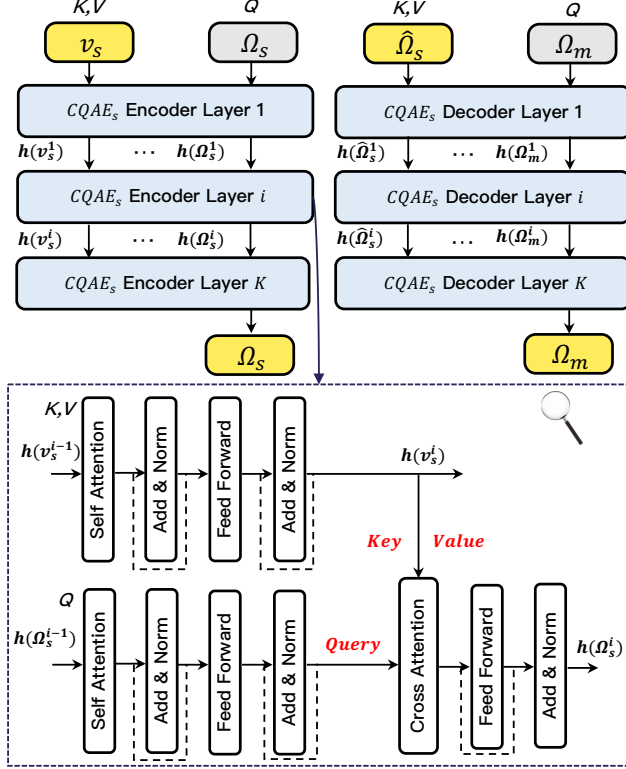 K,V
Q
K,V
Q
v_s
Ω_s
Ω̂_s
Ω_m
CQAE_s Encoder Layer 1
CQAE_s Decoder Layer 1
h(v_s^1) ... h(Ω_s^1)
h(Ω̂_s^1) ... h(Ω_m^1)
CQAE_s Encoder Layer i
CQAE_s Decoder Layer i
h(v_s^i) ... h(Ω_s^i)
h(Ω̂_s^i) ... h(Ω_m^i)
CQAE_s Encoder Layer K
CQAE_s Decoder Layer K
Ω_s
Ω_m
K,V
h(v_s^{i-1})
Self Attention
Add & Norm
Feed Forward
Add & Norm
h(v_s^i)
Key Value
Q
h(Ω_s^{i-1})
Self Attention
Add & Norm
Feed Forward
Add & Norm
Query
Cross Attention
Feed Forward
Add & Norm
h(Ω_s^i)